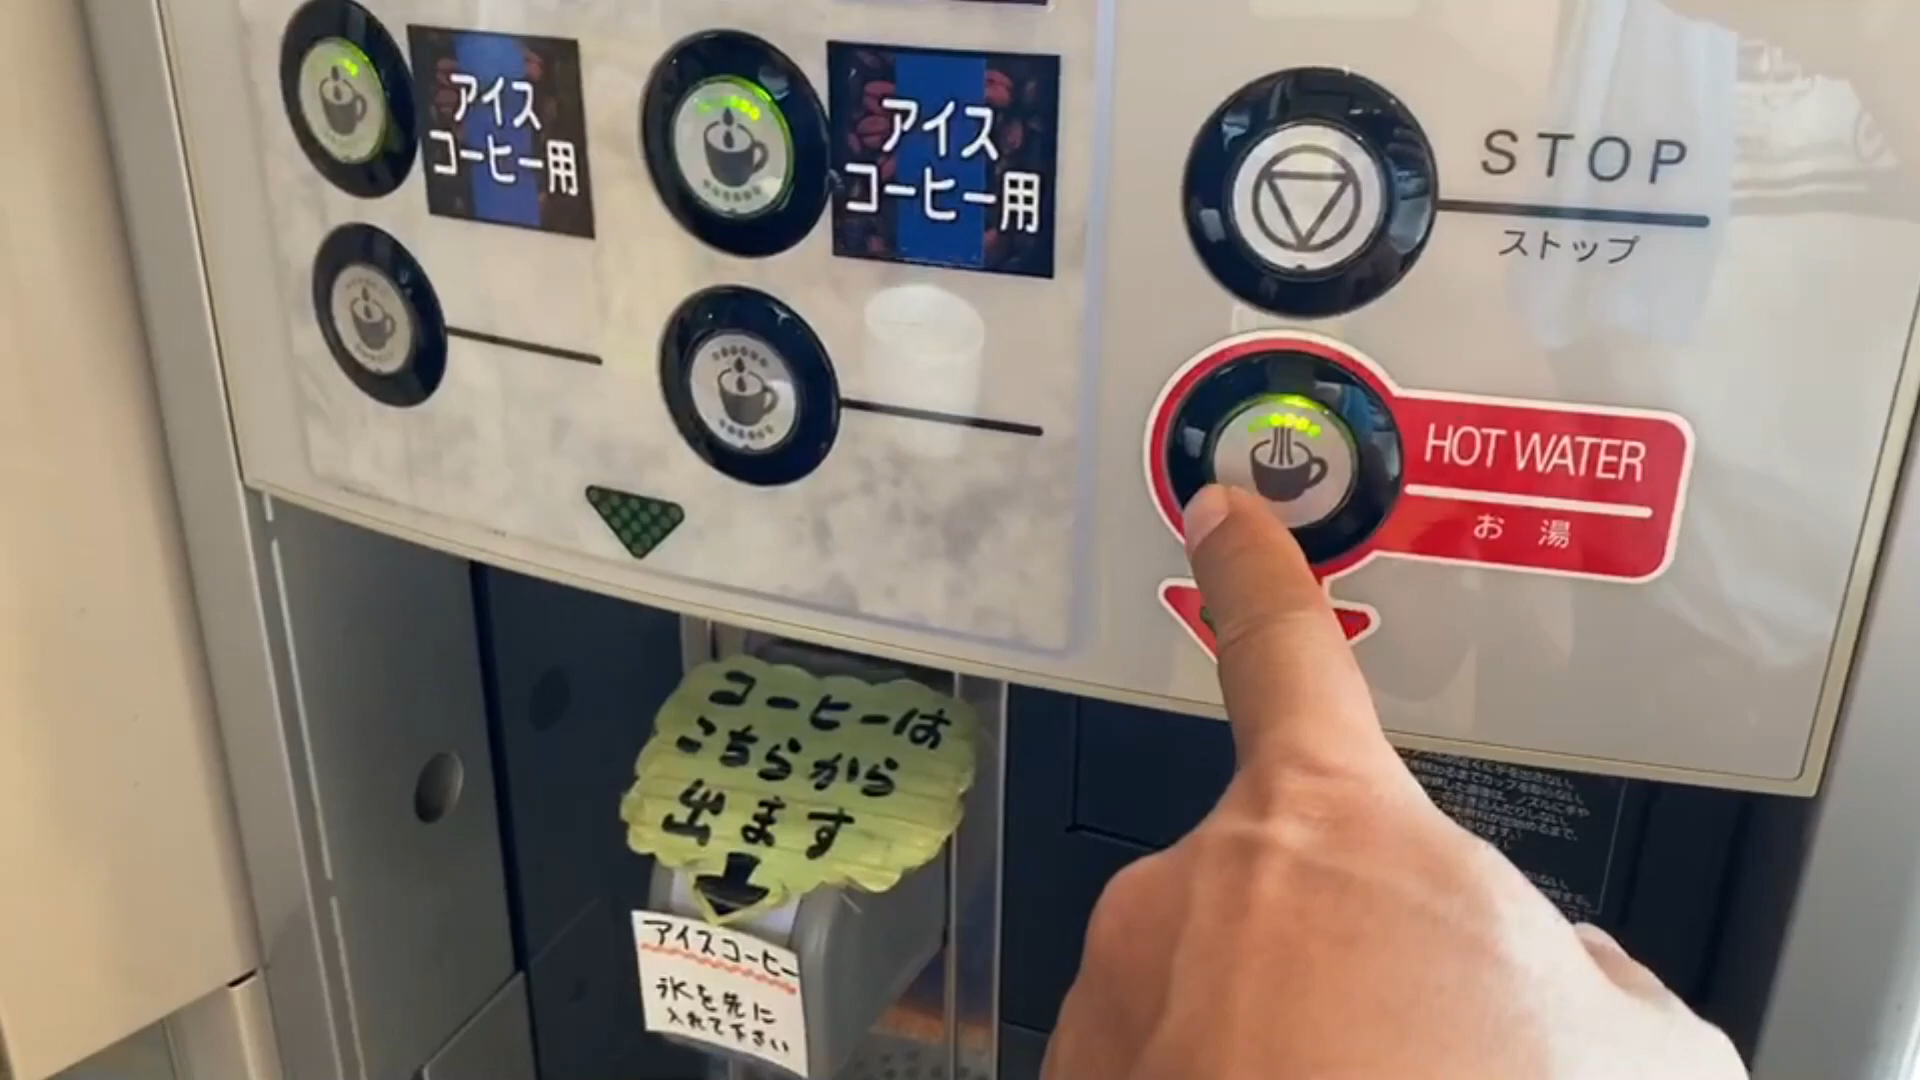 アイス
コーヒー用
アイス
コーヒー用
STOP
ストップ
HOT WATER
お湯
コーヒーは
こちらから
出ます
アイスコーヒー
氷を先に
入れて下さい